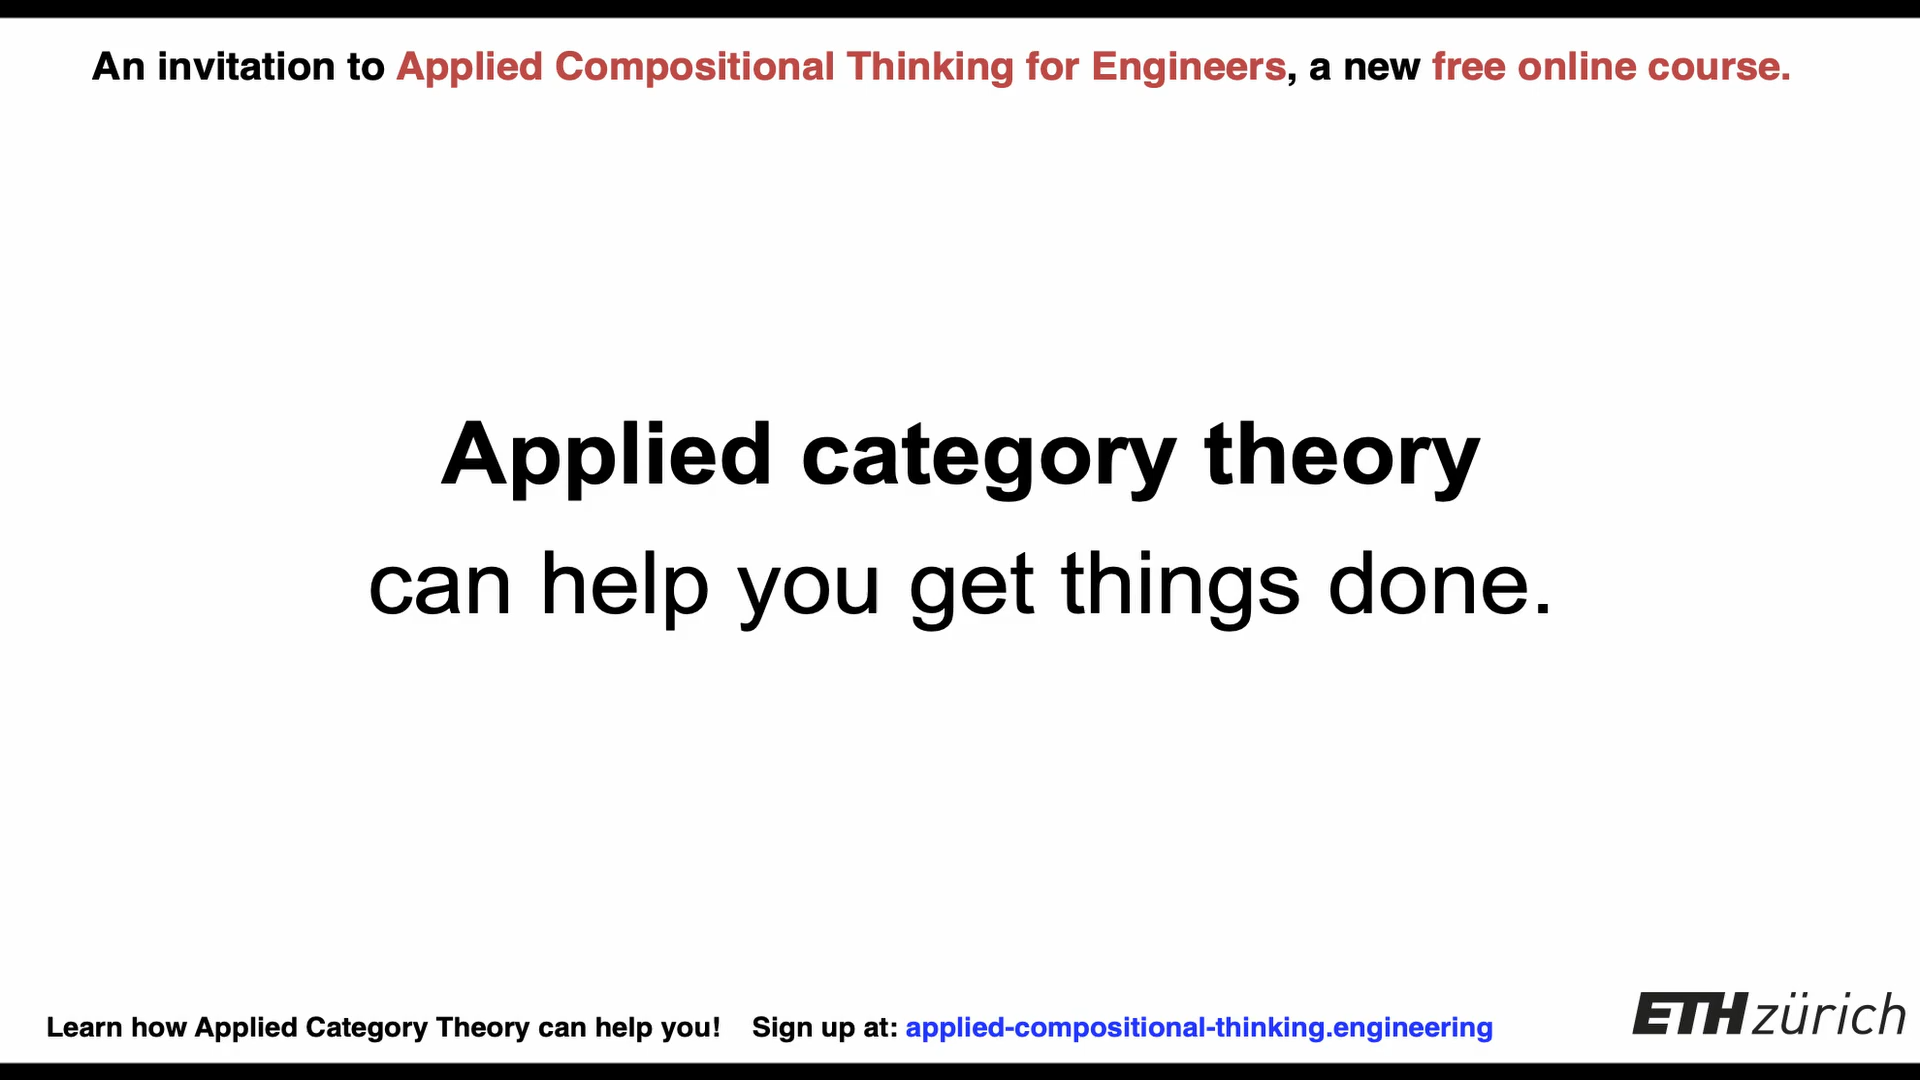 An invitation to Applied Compositional Thinking for Engineers, a new free online course.
Applied category theory
can help you get things done.
Learn how Applied Category Theory can help you! Sign up at: applied-compositional-thinking.engineering
ETH zürich